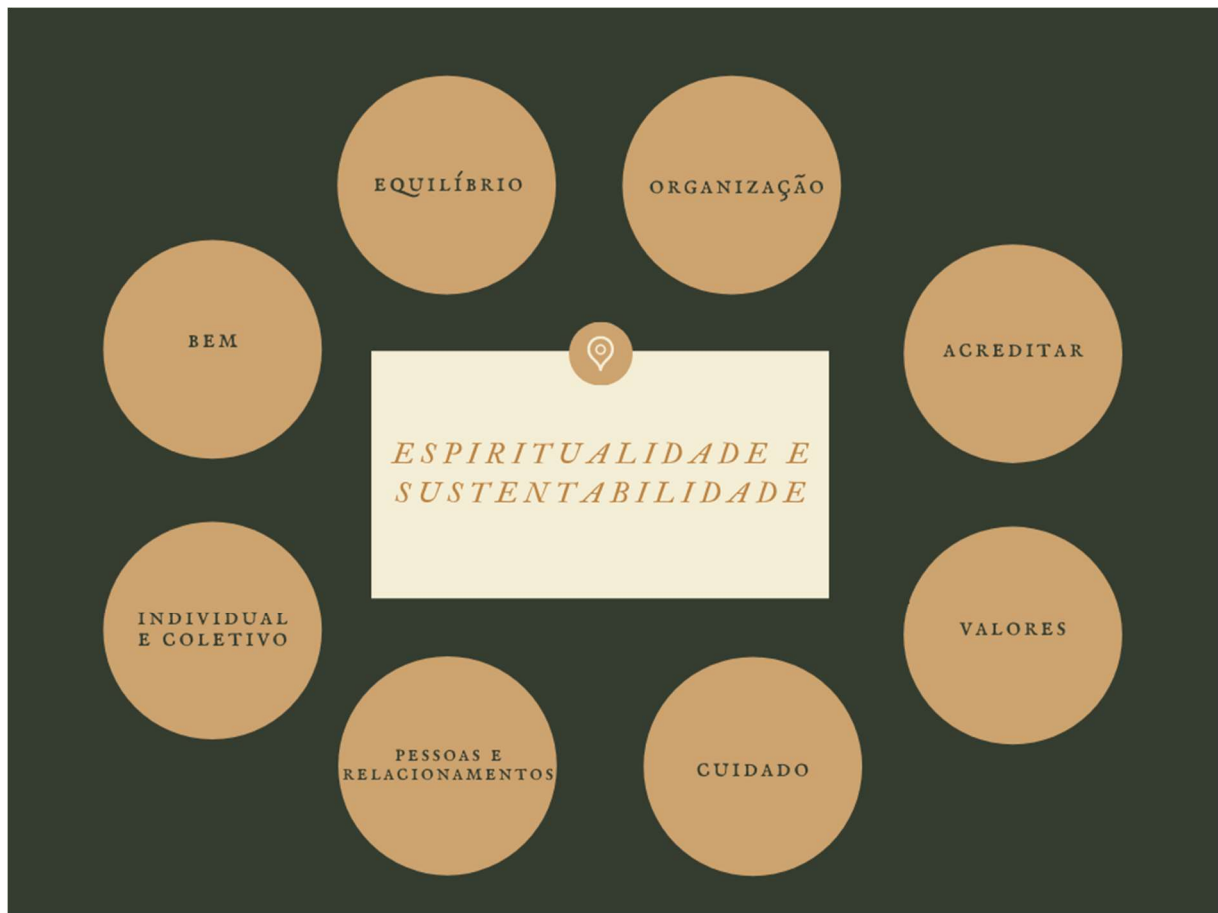 EQUILÍBRIO
ORGANIZAÇÃO
BEM
ACREDITAR
ESPIRITUALIDADE E
SUSTENTABILIDADE
INDIVIDUAL
E COLETIVO
VALORES
PESSOAS E
RELACIONAMENTOS
CUIDADO